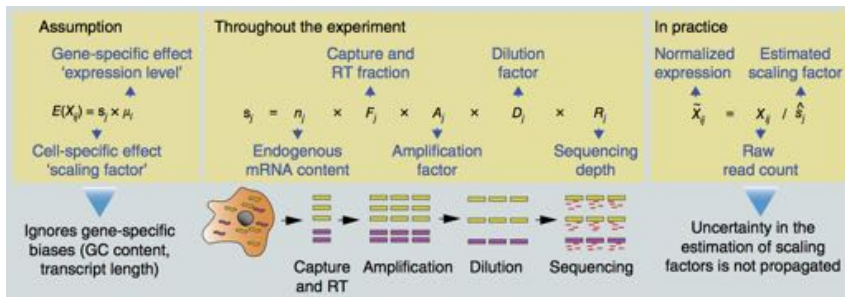 Assumption
Gene-specific effect
'expression level'
E(Xij) = sj × μi
Cell-specific effect
'scaling factor'
Ignores gene-specific
biases (GC content,
transcript length)
Throughout the experiment
Capture and
RT fraction
Dilution
factor
sj = nj × Fj × Aj × Dj × Rj
Endogenous
mRNA content
Amplification
factor
Sequencing
depth
Capture
and RT
Amplification
Dilution
Sequencing
In practice
Normalized
expression
Estimated
scaling factor
X̃ij = Xij / ŝj
Raw
read count
Uncertainty in the
estimation of scaling
factors is not propagated